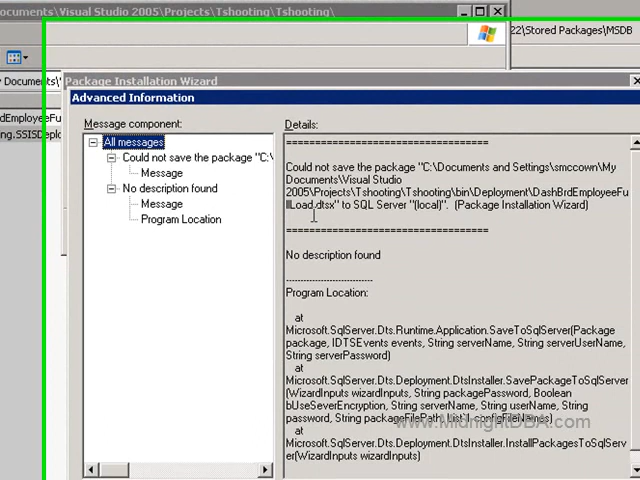 Documents\Visual Studio 2005\Projects\Tshooting\Tshooting\
22\Stored Packages\MSDB
y Documents\
Package Installation Wizard
Advanced Information
dEmployeeFu
ng.SSISDeplo
Message component:
All messages
Could not save the package "C:\
Message
No description found
Message
Program Location
Details:
===================================
Could not save the package "C:\Documents and Settings\smccown\My
Documents\Visual Studio
2005\Projects\Tshooting\Tshooting\bin\Deployment\DashBrdEmployeeFu
llLoad.dtsx" to SQL Server "(local)".  (Package Installation Wizard)
===================================
No description found
------------------------------
Program Location:
at
Microsoft.SqlServer.Dts.Runtime.Application.SaveToSqlServer(Package
package, IDTSEvents events, String serverName, String serverUserName,
String serverPassword)
at
Microsoft.SqlServer.Dts.Deployment.DtsInstaller.SavePackageToSqlServer
(WizardInputs wizardInputs, String packagePassword, Boolean
bUseSeverEncryption, String serverName, String userName, String
password, String packageFilePath, List`1 configFileNames)
www.MidnightDBA.com
at
Microsoft.SqlServer.Dts.Deployment.DtsInstaller.InstallPackagesToSqlServ
er(WizardInputs wizardInputs)